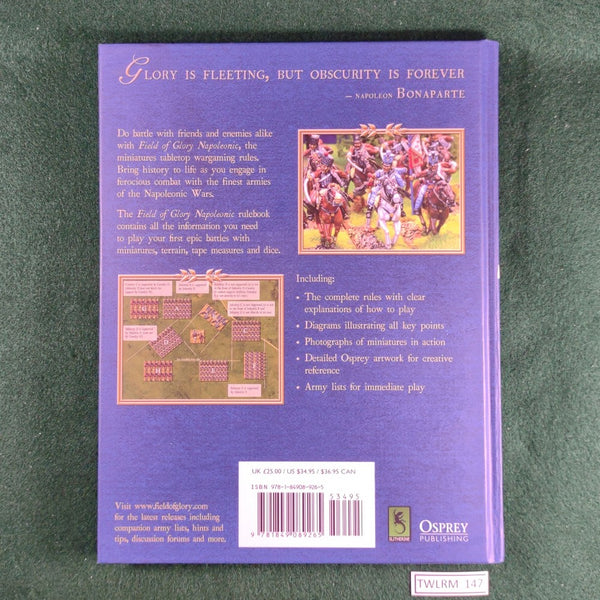 GLORY IS FLEETING, BUT OBSCURITY IS FOREVER
– NAPOLEON BONAPARTE
Do battle with friends and enemies alike
with Field of Glory Napoleonic, the
miniatures tabletop wargaming rules.
Bring history to life as you engage in
ferocious combat with the finest armies
of the Napoleonic Wars.
The Field of Glory Napoleonic rulebook
contains all the information you need
to play your first epic battles with
miniatures, terrain, tape measures and dice.
Including:
• The complete rules with clear
explanations of how to play
• Diagrams illustrating all key points
• Photographs of miniatures in action
• Detailed Osprey artwork for creative
reference
• Army lists for immediate play
UK £25.00 / US $34.95 / $36.95 CAN
ISBN 978-1-84908-926-5
53495
9 781849 089265
Visit www.fieldofglory.com
for the latest releases including
companion army lists, hints and
tips, discussion forums and more.
SLITHERINE
OSPREY
PUBLISHING
TWLRM 147